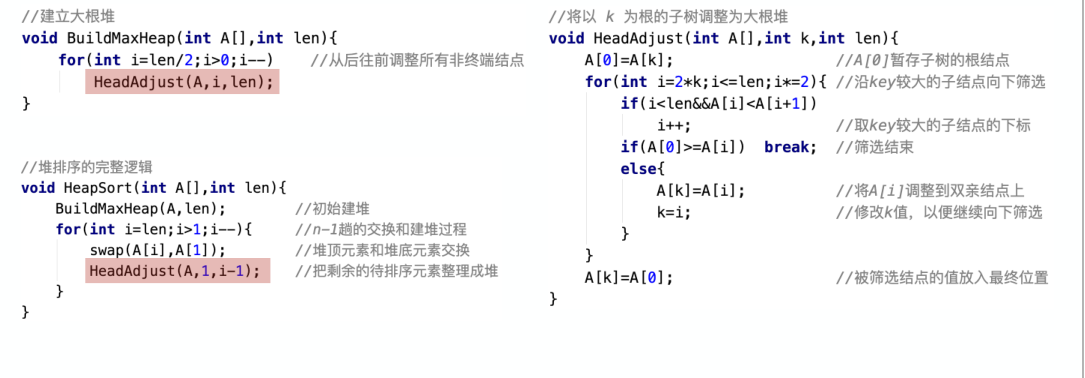 //建立大根堆
void BuildMaxHeap(int A[],int len){
    for(int i=len/2;i>0;i--)    //从后往前调整所有非终端结点
        HeadAdjust(A,i,len);
}
//堆排序的完整逻辑
void HeapSort(int A[],int len){
    BuildMaxHeap(A,len);        //初始建堆
    for(int i=len;i>1;i--){     //n-1趟的交换和建堆过程
        swap(A[i],A[1]);        //堆顶元素和堆底元素交换
        HeadAdjust(A,1,i-1);    //把剩余的待排序元素整理成堆
    }
}
//将以 k 为根的子树调整为大根堆
void HeadAdjust(int A[],int k,int len){
    A[0]=A[k];                  //A[0]暂存子树的根结点
    for(int i=2*k;i<=len;i*=2){ //沿key较大的子结点向下筛选
        if(i<len&&A[i]<A[i+1])
            i++;                //取key较大的子结点的下标
        if(A[0]>=A[i])  break;  //筛选结束
        else{
            A[k]=A[i];          //将A[i]调整到双亲结点上
            k=i;                //修改k值，以便继续向下筛选
        }
    }
    A[k]=A[0];                  //被筛选结点的值放入最终位置
}